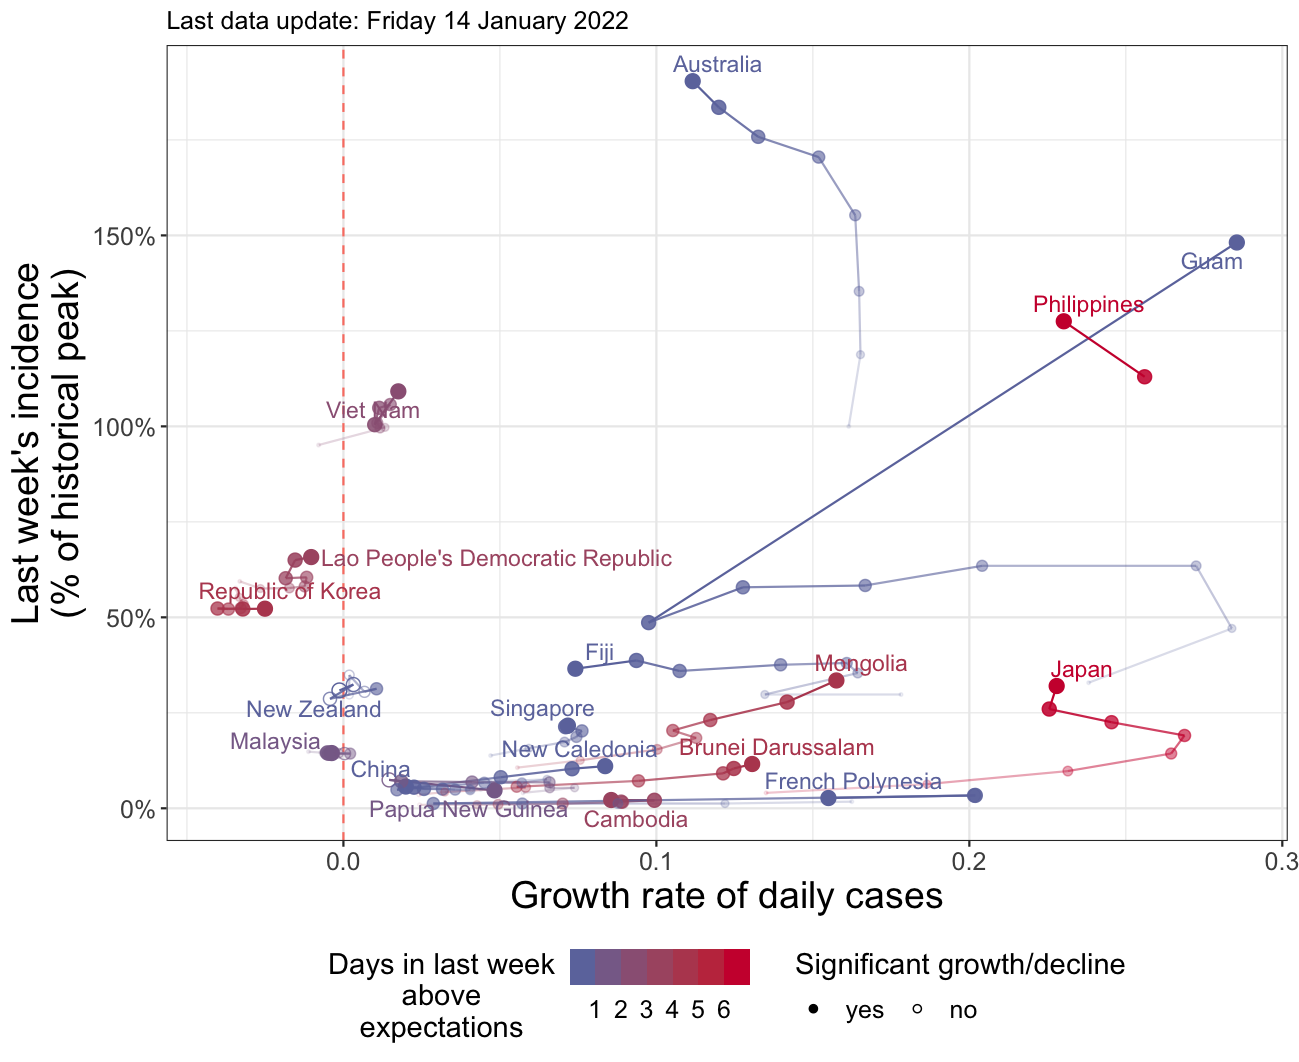 Last data update: Friday 14 January 2022
Australia
150%
Guam
Philippines
Viet Nam
100%
Lao People's Democratic Republic
Republic of Korea
50%
Fiji
Mongolia
Japan
New Zealand
Singapore
Malaysia
New Caledonia
Brunei Darussalam
China
French Polynesia
0%
Papua New Guinea
Cambodia
Last week's incidence
(% of historical peak)
0.0 0.1 0.2 0.3
Growth rate of daily cases
Days in last week
above
expectations
1 2 3 4 5 6
Significant growth/decline
yes no